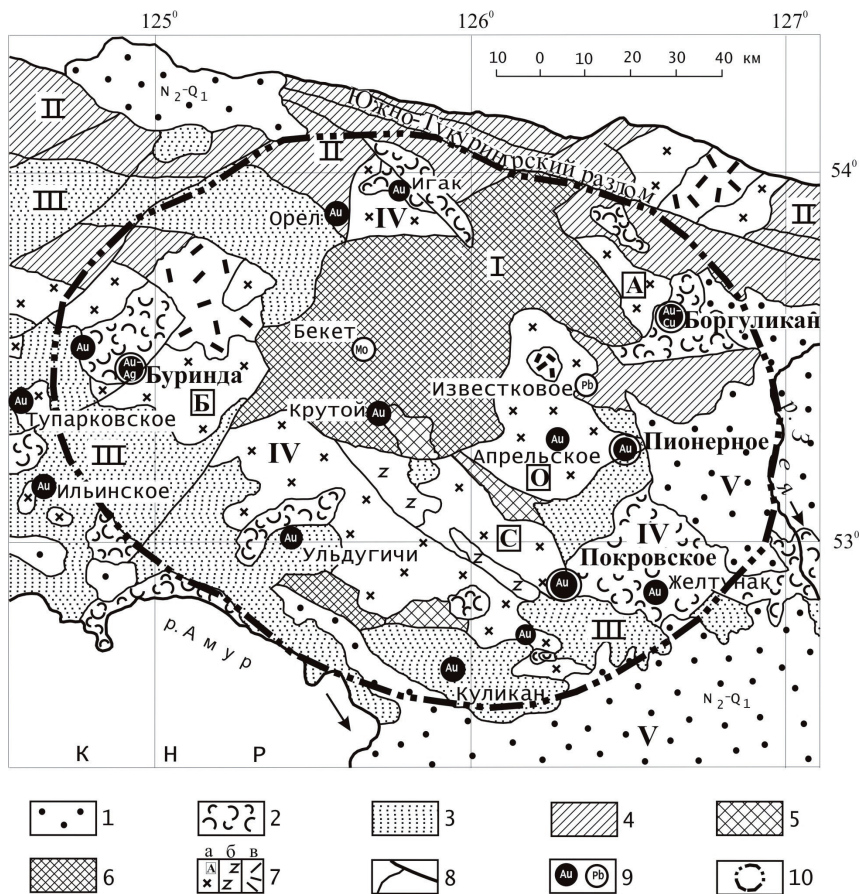 125⁰ 126⁰ 127⁰
10 0 10 20 30 40 км
N₂-Q₁
II
Южно-Тукурингрский разлом
II
54⁰
III
Au Игак
Орел Au
IV
II
I
А
Au-Cu Боргуликан
Бекет
Mo
Au
Au-Ag Буринда
Известковое Pb
Б
Au
Тупарковское
Крутой Au
р. Зея
IV
Апрельское Au
Au Пионерное
III
О
V
Au Ильинское
IV
С
53⁰
Au
Ульдугичи
z
z
z
z
Покровское
Au
Au Желтунак
III
Au
р. Амур
Au
Куликан
N₂-Q₁
V
К Н Р
1 2 3 4 5
а б в
6 А z 7 8 Au Pb 9 10